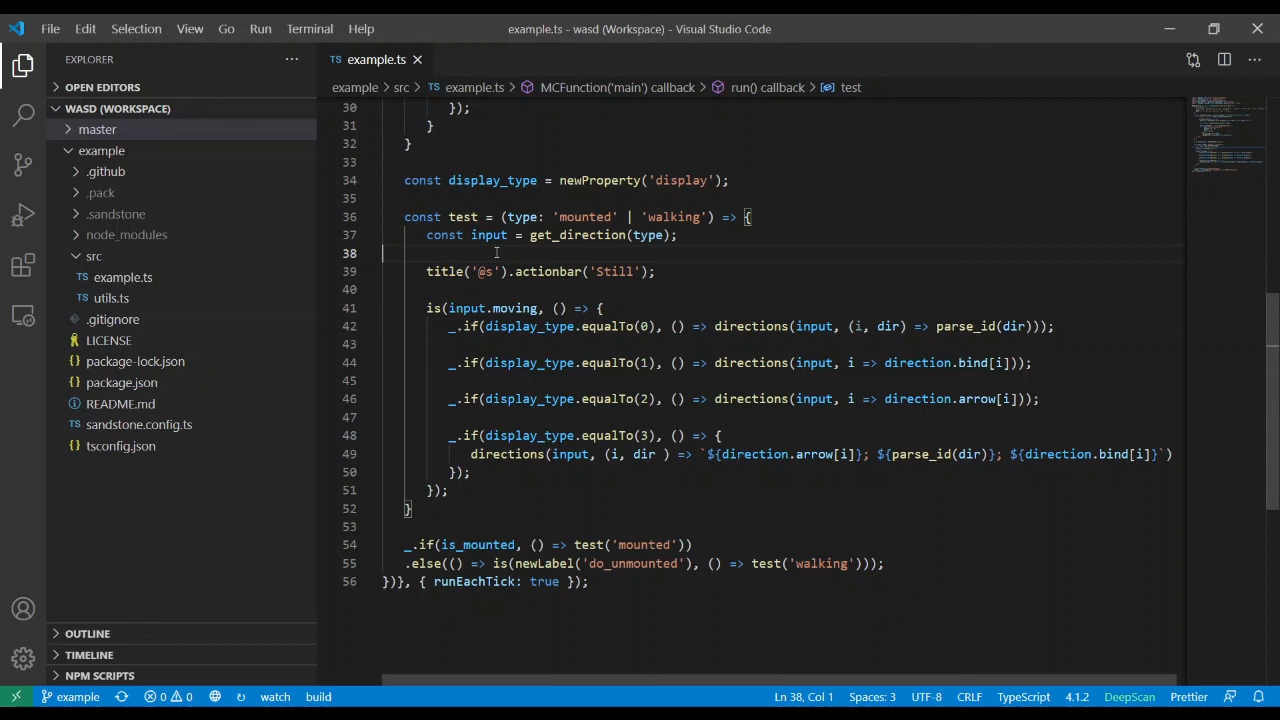 File Edit Selection View Go Run Terminal Help example.ts - wasd (Workspace) - Visual Studio Code
EXPLORER
OPEN EDITORS
WASD (WORKSPACE)
master
example
.github
.pack
.sandstone
node_modules
src
TS example.ts
TS utils.ts
.gitignore
LICENSE
{} package.json
README.md
TS sandstone.config.ts
{} tsconfig.json
OUTLINE
TIMELINE
NPM SCRIPTS
TS example.ts
example > src > TS example.ts > MCFunction('main') callback > run() callback > test
30 });
31 }
32 }
33
34 const display_type = newProperty('display');
35
36 const test = (type: 'mounted' | 'walking') => {
37 const input = get_direction(type);
38
39 title('@s').actionbar('Still');
40
41 is(input.moving, () => {
42 _.if(display_type.equalTo(0), () => directions(input, (i, dir) => parse_id(dir)));
43
44 _.if(display_type.equalTo(1), () => directions(input, i => direction.bind[i]));
45
46 _.if(display_type.equalTo(2), () => directions(input, i => direction.arrow[i]));
47
48 _.if(display_type.equalTo(3), () => {
49 directions(input, (i, dir ) => `${direction.arrow[i]}; ${parse_id(dir)}; ${direction.bind[i]}`)
50 });
51 });
52 }
53
54 _.if(is_mounted, () => test('mounted'))
55 .else(() => is(newLabel('do_unmounted'), () => test('walking')));
56 })}, { runEachTick: true });
example 0 0 watch build Ln 38, Col 1 Spaces: 3 UTF-8 CRLF TypeScript 4.1.2 DeepScan Prettier